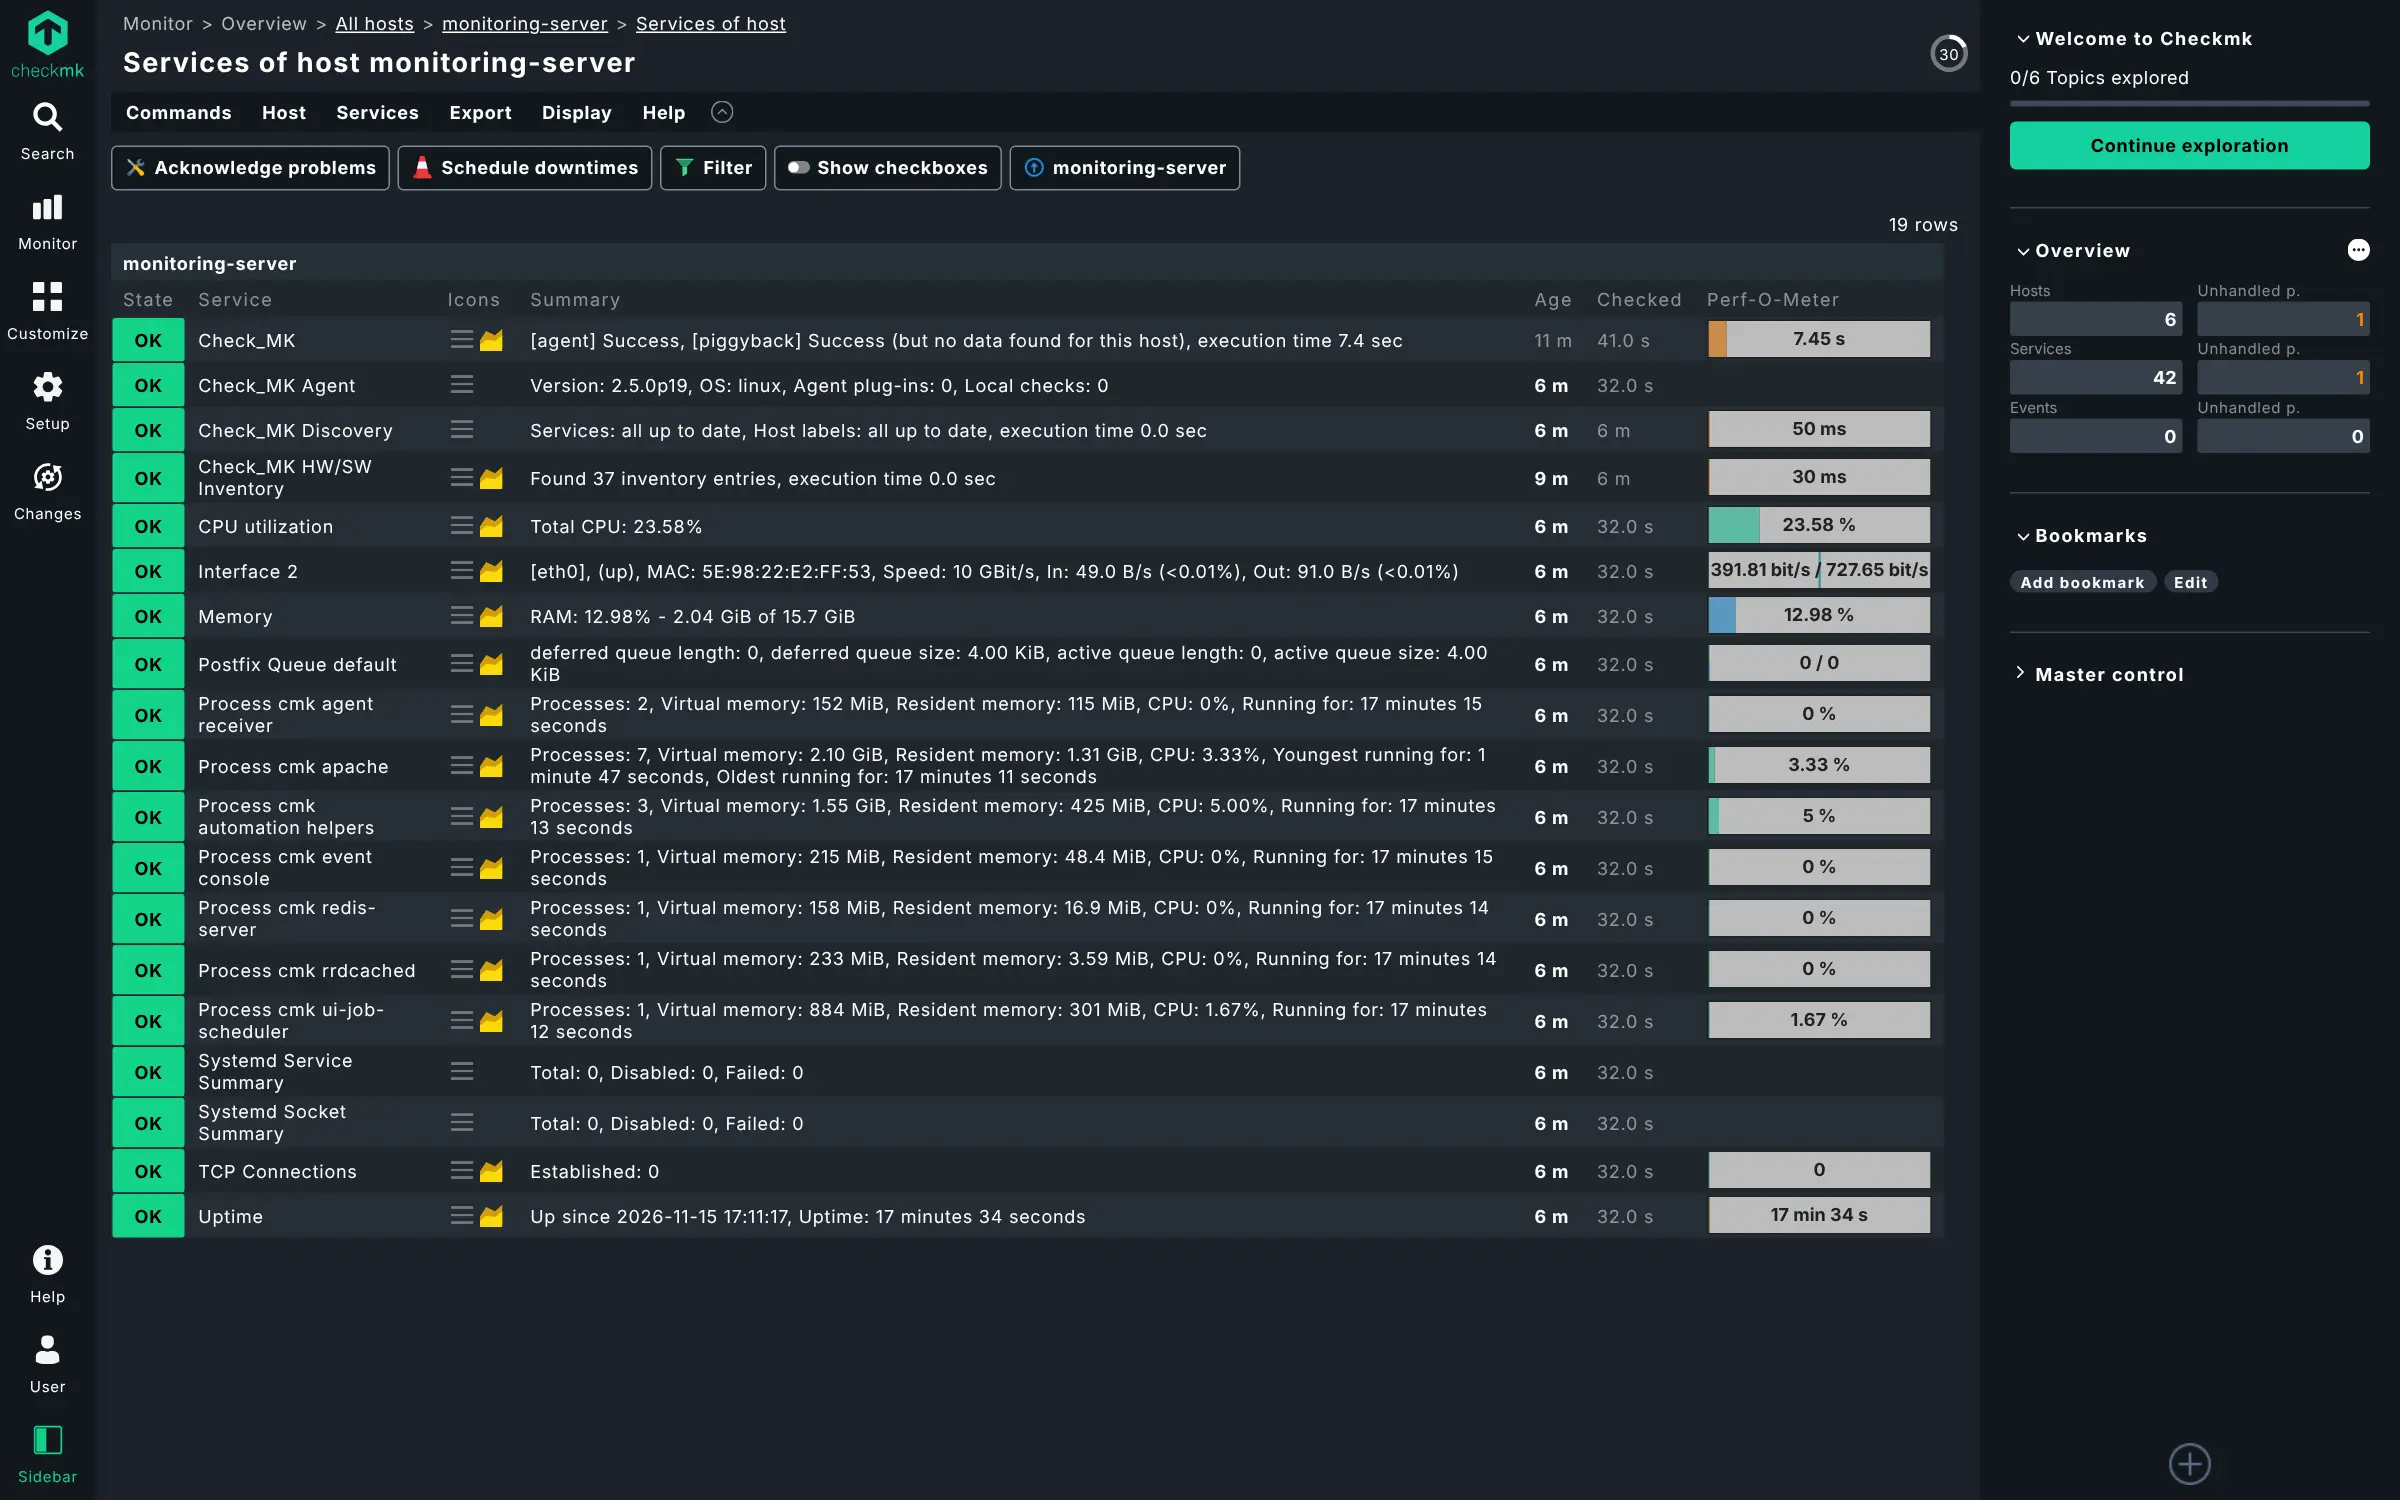 checkmk
Search
Monitor
Customize
Setup
Changes
Help
User
Sidebar
Monitor > Overview > All hosts > monitoring-server > Services of host
Services of host monitoring-server
30
Commands Host Services Export Display Help
Acknowledge problems Schedule downtimes Filter Show checkboxes monitoring-server
19 rows
monitoring-server
State Service Icons Summary Age Checked Perf-O-Meter
OK Check_MK [agent] Success, [piggyback] Success (but no data found for this host), execution time 7.4 sec 11 m 41.0 s 7.45 s
OK Check_MK Agent Version: 2.5.0p19, OS: linux, Agent plug-ins: 0, Local checks: 0 6 m 32.0 s
OK Check_MK Discovery Services: all up to date, Host labels: all up to date, execution time 0.0 sec 6 m 6 m 50 ms
OK Check_MK HW/SW
Inventory Found 37 inventory entries, execution time 0.0 sec 9 m 6 m 30 ms
OK CPU utilization Total CPU: 23.58% 6 m 32.0 s 23.58 %
OK Interface 2 [eth0], (up), MAC: 5E:98:22:E2:FF:53, Speed: 10 GBit/s, In: 49.0 B/s (<0.01%), Out: 91.0 B/s (<0.01%) 6 m 32.0 s 391.81 bit/s / 727.65 bit/s
OK Memory RAM: 12.98% - 2.04 GiB of 15.7 GiB 6 m 32.0 s 12.98 %
OK Postfix Queue default deferred queue length: 0, deferred queue size: 4.00 KiB, active queue length: 0, active queue size: 4.00
KiB 6 m 32.0 s 0 / 0
OK Process cmk agent
receiver Processes: 2, Virtual memory: 152 MiB, Resident memory: 115 MiB, CPU: 0%, Running for: 17 minutes 15
seconds 6 m 32.0 s 0 %
OK Process cmk apache Processes: 7, Virtual memory: 2.10 GiB, Resident memory: 1.31 GiB, CPU: 3.33%, Youngest running for: 1
minute 47 seconds, Oldest running for: 17 minutes 11 seconds 6 m 32.0 s 3.33 %
OK Process cmk
automation helpers Processes: 3, Virtual memory: 1.55 GiB, Resident memory: 425 MiB, CPU: 5.00%, Running for: 17 minutes
13 seconds 6 m 32.0 s 5 %
OK Process cmk event
console Processes: 1, Virtual memory: 215 MiB, Resident memory: 48.4 MiB, CPU: 0%, Running for: 17 minutes 15
seconds 6 m 32.0 s 0 %
OK Process cmk redis-
server Processes: 1, Virtual memory: 158 MiB, Resident memory: 16.9 MiB, CPU: 0%, Running for: 17 minutes 14
seconds 6 m 32.0 s 0 %
OK Process cmk rrdcached Processes: 1, Virtual memory: 233 MiB, Resident memory: 3.59 MiB, CPU: 0%, Running for: 17 minutes 14
seconds 6 m 32.0 s 0 %
OK Process cmk ui-job-
scheduler Processes: 1, Virtual memory: 884 MiB, Resident memory: 301 MiB, CPU: 1.67%, Running for: 17 minutes
12 seconds 6 m 32.0 s 1.67 %
OK Systemd Service
Summary Total: 0, Disabled: 0, Failed: 0 6 m 32.0 s
OK Systemd Socket
Summary Total: 0, Disabled: 0, Failed: 0 6 m 32.0 s
OK TCP Connections Established: 0 6 m 32.0 s 0
OK Uptime Up since 2026-11-15 17:11:17, Uptime: 17 minutes 34 seconds 6 m 32.0 s 17 min 34 s
Welcome to Checkmk
0/6 Topics explored
Continue exploration
Overview
Hosts Unhandled p.
6 1
Services Unhandled p.
42 1
Events Unhandled p.
0 0
Bookmarks
Add bookmark Edit
Master control